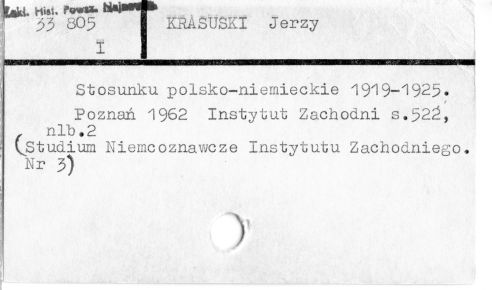 Zakł. Hist. Powsz. Najnow
33 805
I
KRASUSKI Jerzy
Stosunku polsko-niemieckie 1919-1925.
Poznań 1962 Instytut Zachodni s.522,
nlb.2
(Studium Niemcoznawcze Instytutu Zachodniego.
Nr 3)